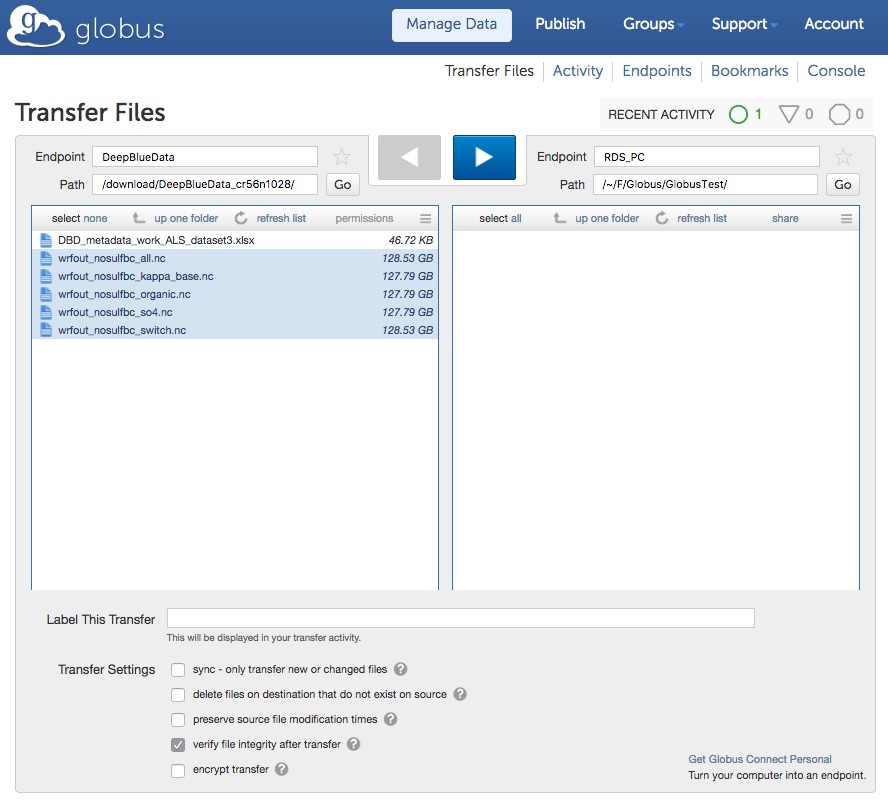 globus
Manage Data Publish Groups Support Account
Transfer Files Activity Endpoints Bookmarks Console
Transfer Files
RECENT ACTIVITY 1 0 0
Endpoint DeepBlueData
Path /download/DeepBlueData_cr56n1028/ Go
Endpoint RDS_PC
Path /~/F/Globus/GlobusTest/ Go
select none up one folder refresh list permissions
DBD_metadata_work_ALS_dataset3.xlsx 46.72 KB
wrfout_nosulfbc_all.nc 128.53 GB
wrfout_nosulfbc_kappa_base.nc 127.79 GB
wrfout_nosulfbc_organic.nc 127.79 GB
wrfout_nosulfbc_so4.nc 127.79 GB
wrfout_nosulfbc_switch.nc 128.53 GB
select all up one folder refresh list share
Label This Transfer
This will be displayed in your transfer activity.
Transfer Settings
sync - only transfer new or changed files ?
delete files on destination that do not exist on source ?
preserve source file modification times ?
verify file integrity after transfer ?
encrypt transfer ?
Get Globus Connect Personal
Turn your computer into an endpoint.